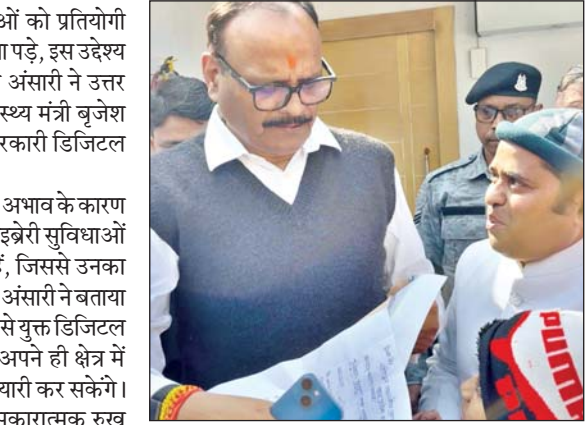 ओं को प्रतियोगी
ा पड़े, इस उद्देश्य
अंसारी ने उत्तर
स्थ्य मंत्री बृजेश
रकारी डिजिटल
अभाव के कारण
इब्रेरी सुविधाओं
जिससे उनका
अंसारी ने बताया
से युक्त डिजिटल
अपने ही क्षेत्र में
यारी कर सकेंगे।
सकारात्मक रुख
PUMA